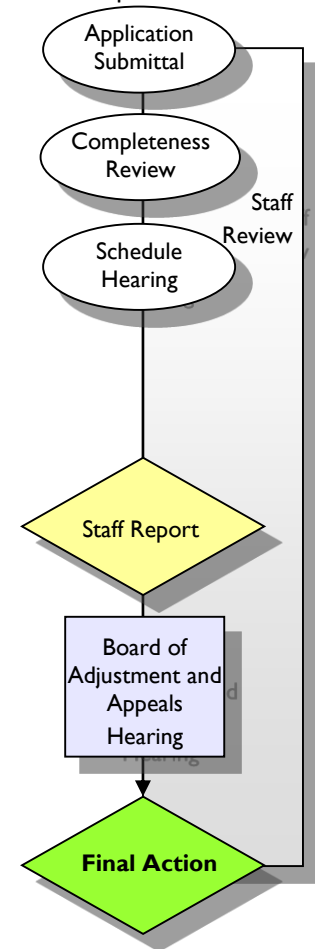 Application
Submittal
Completeness
Review
Staff
Review
Schedule
Hearing
Staff Report
Board of
Adjustment and
Appeals
Hearing
Final Action